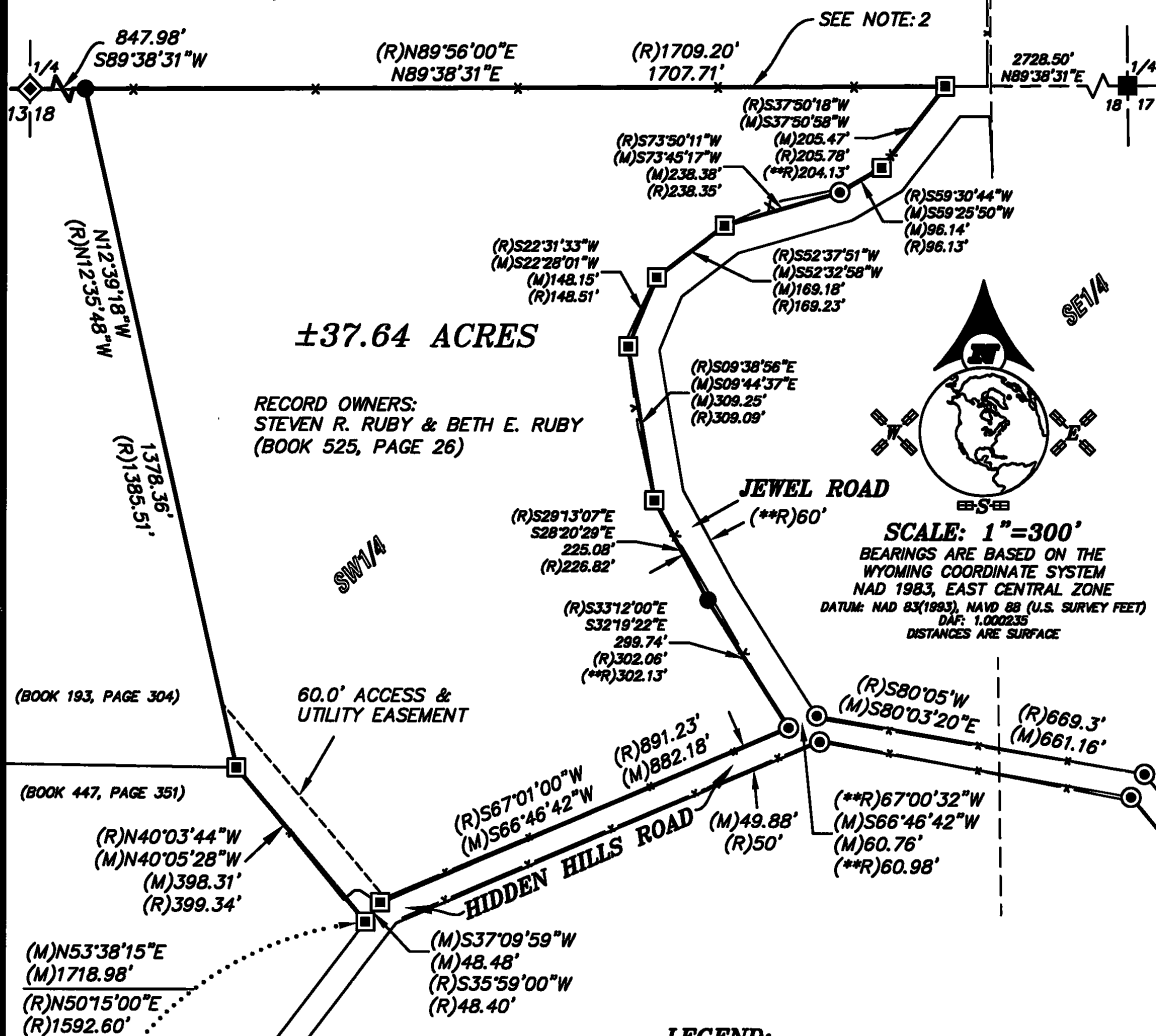 SEE NOTE: 2
847.98'
S89°38'31"W
(R)N89°56'00"E
N89°38'31"E
(R)1709.20'
1707.71'
2728.50'
N89°38'31"E
1/4
13 18
1/4
18 17
(R)S37°50'18"W
(M)S37°50'58"W
(M)205.47'
(R)205.78'
(**R)204.13'
(R)S73°50'11"W
(M)S73°45'17"W
(M)238.38'
(R)238.35'
(R)S59°30'44"W
(M)S59°25'50"W
(M)96.14'
(R)96.13'
N12°39'18"W
(R)N12°35'48"W
(R)S22°31'33"W
(M)S22°28'01"W
(M)148.15'
(R)148.51'
(R)S52°37'51"W
(M)S52°32'58"W
(M)169.18'
(R)169.23'
SE1/4
±37.64 ACRES
N
RECORD OWNERS:
STEVEN R. RUBY & BETH E. RUBY
(BOOK 525, PAGE 26)
(R)S09°38'56"E
(M)S09°44'37"E
(M)309.25'
(R)309.09'
W
E
S
1378.36'
(R)1385.51'
JEWEL ROAD
(**R)60'
SCALE: 1"=300'
BEARINGS ARE BASED ON THE
WYOMING COORDINATE SYSTEM
NAD 1983, EAST CENTRAL ZONE
DATUM: NAD 83(1993), NAVD 88 (U.S. SURVEY FEET)
DAF: 1.000235
DISTANCES ARE SURFACE
(R)S29°13'07"E
S28°20'29"E
225.08'
(R)226.82'
SW1/4
(R)S33°12'00"E
S32°19'22"E
299.74'
(R)302.06'
(**R)302.13'
(BOOK 193, PAGE 304)
60.0' ACCESS &
UTILITY EASEMENT
(R)S80°05'W
(M)S80°03'20"E
(R)669.3'
(M)661.16'
(R)891.23'
(M)882.18'
(R)S67°01'00"W
(M)S66°46'42"W
(BOOK 447, PAGE 351)
(R)N40°03'44"W
(M)N40°05'28"W
(M)398.31'
(R)399.34'
HIDDEN HILLS ROAD
(M)49.88'
(R)50'
(**R)67°00'32"W
(M)S66°46'42"W
(M)60.76'
(**R)60.98'
(M)S37°09'59"W
(M)48.48'
(R)S35°59'00"W
(R)48.40'
(M)N53°38'15"E
(M)1718.98'
(R)N50°15'00"E
(R)1592.60'
LEGEND: